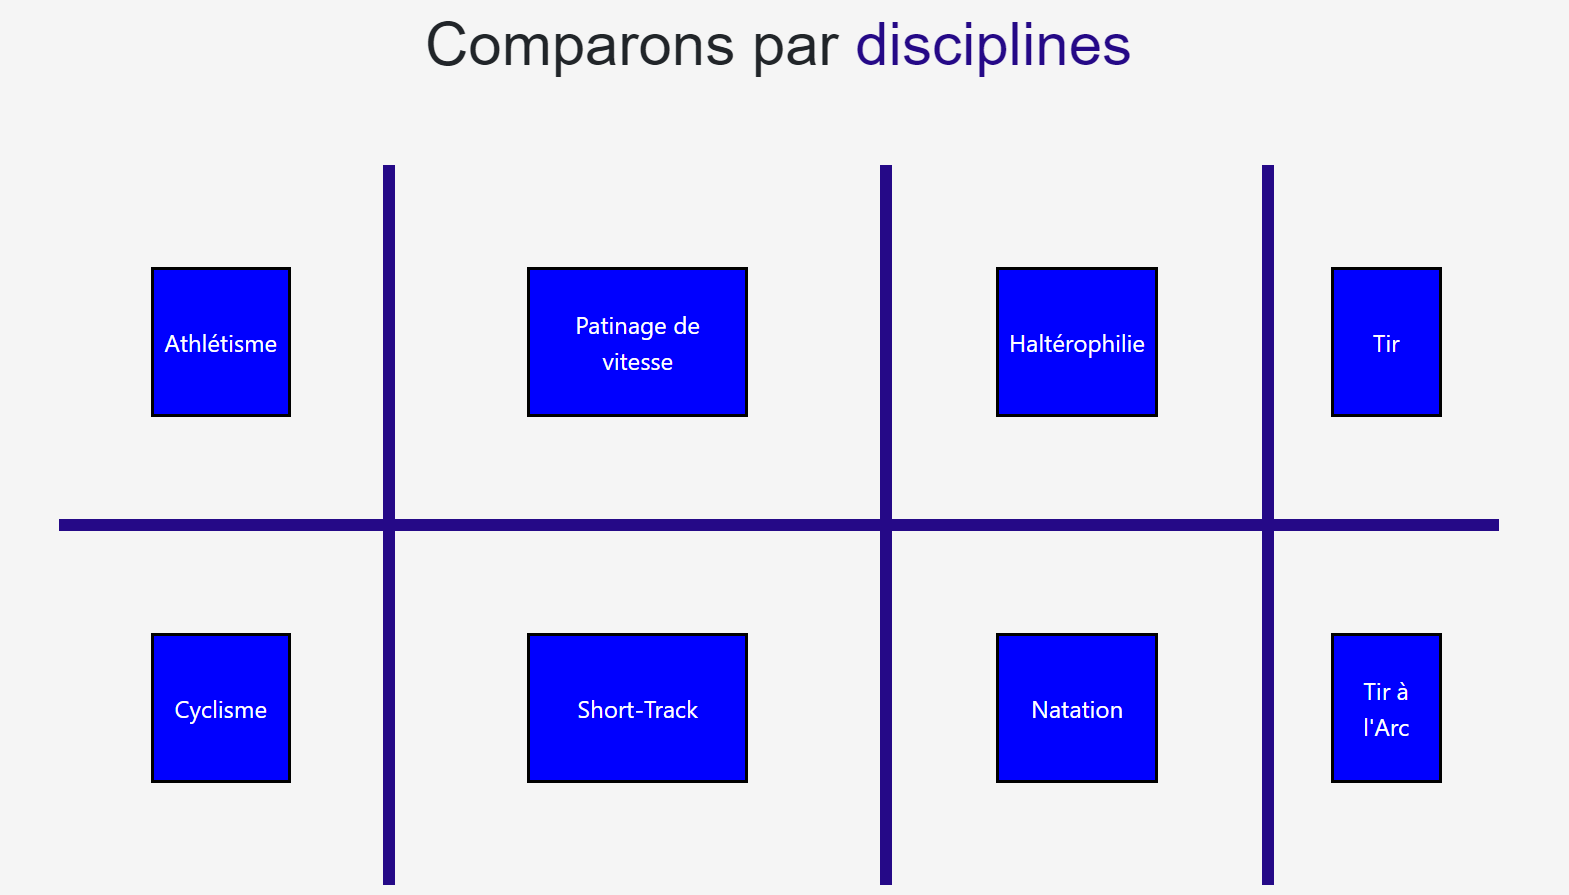 Comparons par disciplines
Athlétisme
Patinage de
vitesse
Haltérophilie
Tir
Cyclisme
Short-Track
Natation
Tir à
l'Arc